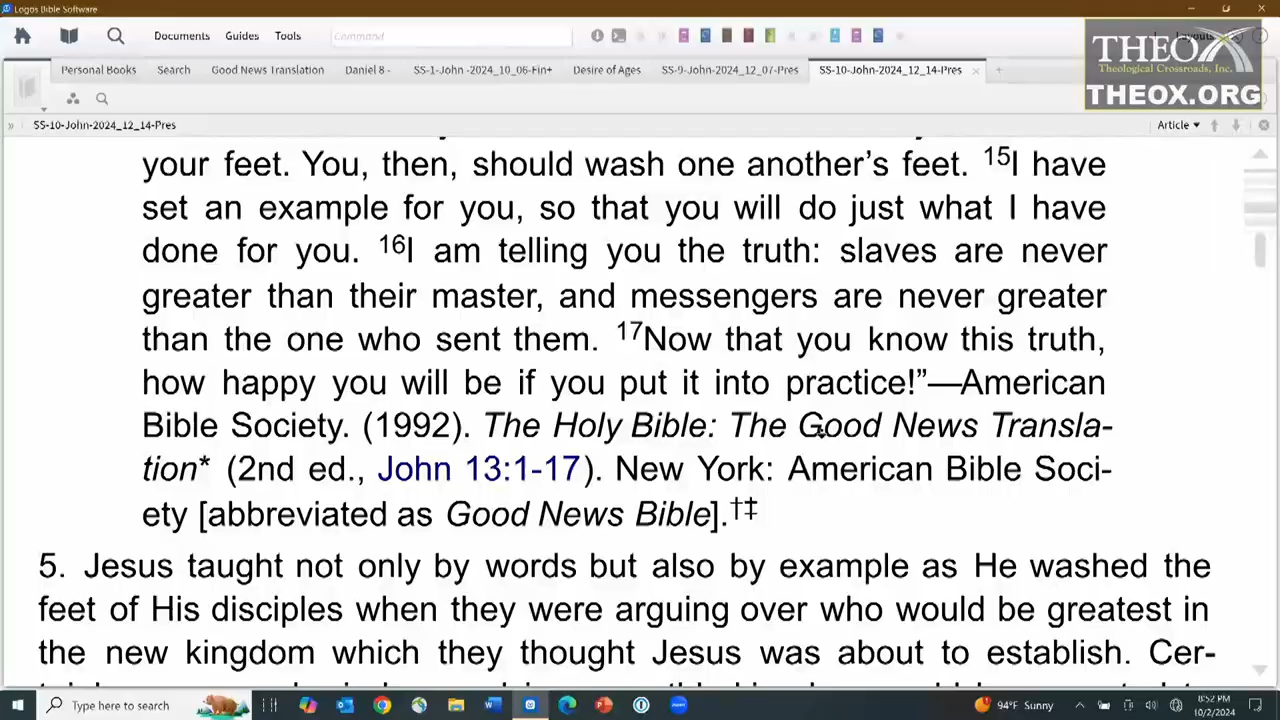 Logos Bible Software
Documents Guides Tools Command
Personal Books Search Good News Translation Daniel 8 - Desire of Ages SS-9-John-2024_12_07-Pres SS-10-John-2024_12_14-Pres
THEOX
Theological Crossroads, Inc.
THEOX.ORG
SS-10-John-2024_12_14-Pres Article
your feet. You, then, should wash one another's feet. 15I have
set an example for you, so that you will do just what I have
done for you. 16I am telling you the truth: slaves are never
greater than their master, and messengers are never greater
than the one who sent them. 17Now that you know this truth,
how happy you will be if you put it into practice!”—American
Bible Society. (1992). The Holy Bible: The Good News Transla-
tion* (2nd ed., John 13:1-17). New York: American Bible Soci-
ety [abbreviated as Good News Bible].†‡
5. Jesus taught not only by words but also by example as He washed the
feet of His disciples when they were arguing over who would be greatest in
the new kingdom which they thought Jesus was about to establish. Cer-
Type here to search
94°F Sunny
8:52 PM
10/2/2024